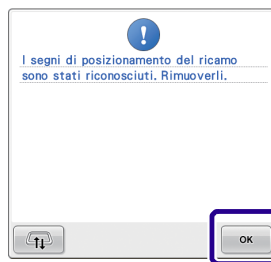 I segni di posizionamento del ricamo
sono stati riconosciuti. Rimuoverli.
OK